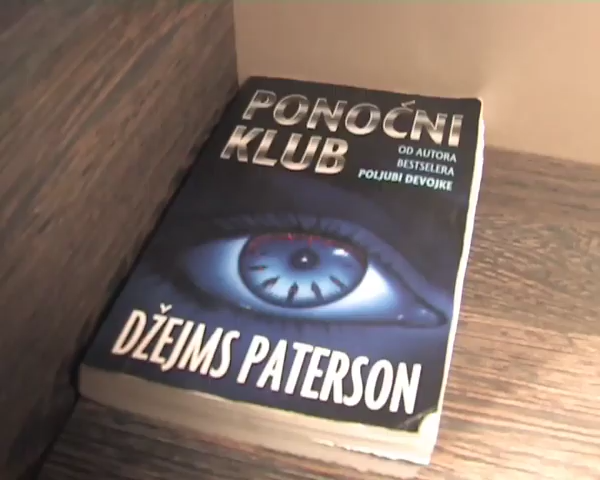 PONOĆNI
KLUB
OD AUTORA
BESTSELERA
POLJUBI DEVOJKE
DŽEJMS PATERSON